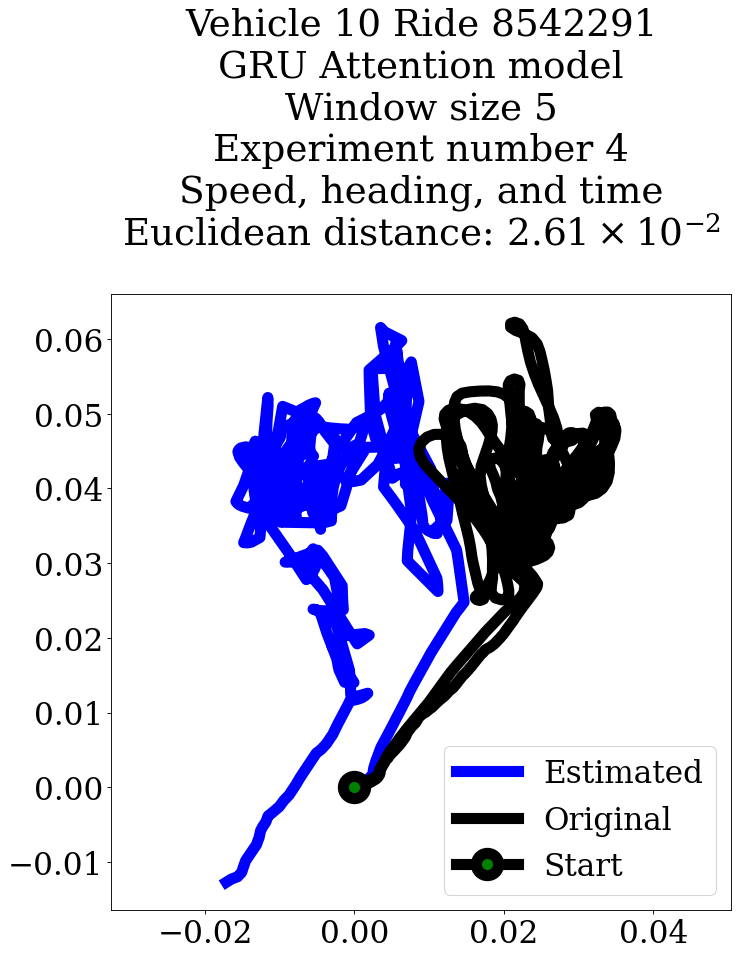 Vehicle 10 Ride 8542291
GRU Attention model
Window size 5
Experiment number 4
Speed, heading, and time
Euclidean distance: 2.61 × 10⁻²
0.06
0.05
0.04
0.03
0.02
0.01
0.00
−0.01
−0.02 0.00 0.02 0.04
Estimated
Original
Start